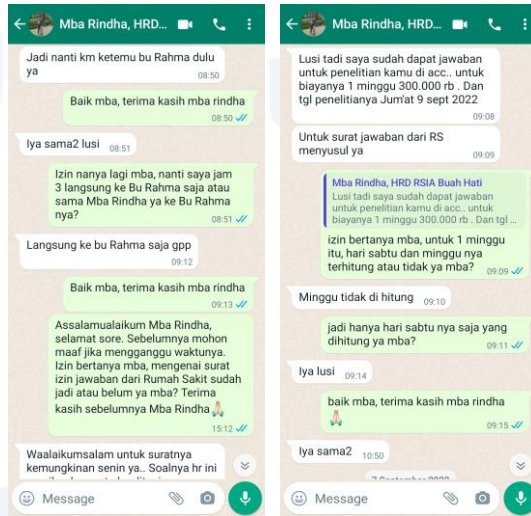 Mba Rindha, HRD...
Jadi nanti km ketemu bu Rahma dulu
ya
08:50
Baik mba, terima kasih mba rindha
08:50
Iya sama2 lusi 08:51
Izin nanya lagi mba, nanti saya jam
3 langsung ke Bu Rahma saja atau
sama Mba Rindha ya ke Bu Rahma
nya?
08:51
Langsung ke bu Rahma saja gpp
09:12
Baik mba, terima kasih mba rindha
09:13
Assalamualaikum Mba Rindha,
selamat sore. Sebelumnya mohon
maaf jika mengganggu waktunya.
Izin bertanya mba, mengenai surat
izin jawaban dari Rumah Sakit sudah
jadi atau belum ya mba? Terima
kasih sebelumnya Mba Rindha
15:12
Waalaikumsalam untuk suratnya
kemungkinan senin ya.. Soalnya hr ini
Message
Mba Rindha, HRD...
Lusi tadi saya sudah dapat jawaban
untuk penelitian kamu di acc.. untuk
biayanya 1 minggu 300.000 rb . Dan
tgl penelitianya Jum'at 9 sept 2022
09:08
Untuk surat jawaban dari RS
menyusul ya
09:09
Mba Rindha, HRD RSIA Buah Hati
Lusi tadi saya sudah dapat jawaban
untuk penelitian kamu di acc.. untuk
biayanya 1 minggu 300.000 rb . Dan tgl ...
izin bertanya mba, untuk 1 minggu
itu, hari sabtu dan minggu nya
terhitung atau tidak ya mba? 09:09
Minggu tidak di hitung 09:10
jadi hanya hari sabtu nya saja yang
dihitung ya mba?
09:11
Iya lusi 09:14
baik mba, terima kasih mba rindha
09:15
Iya sama2 10:50
Message